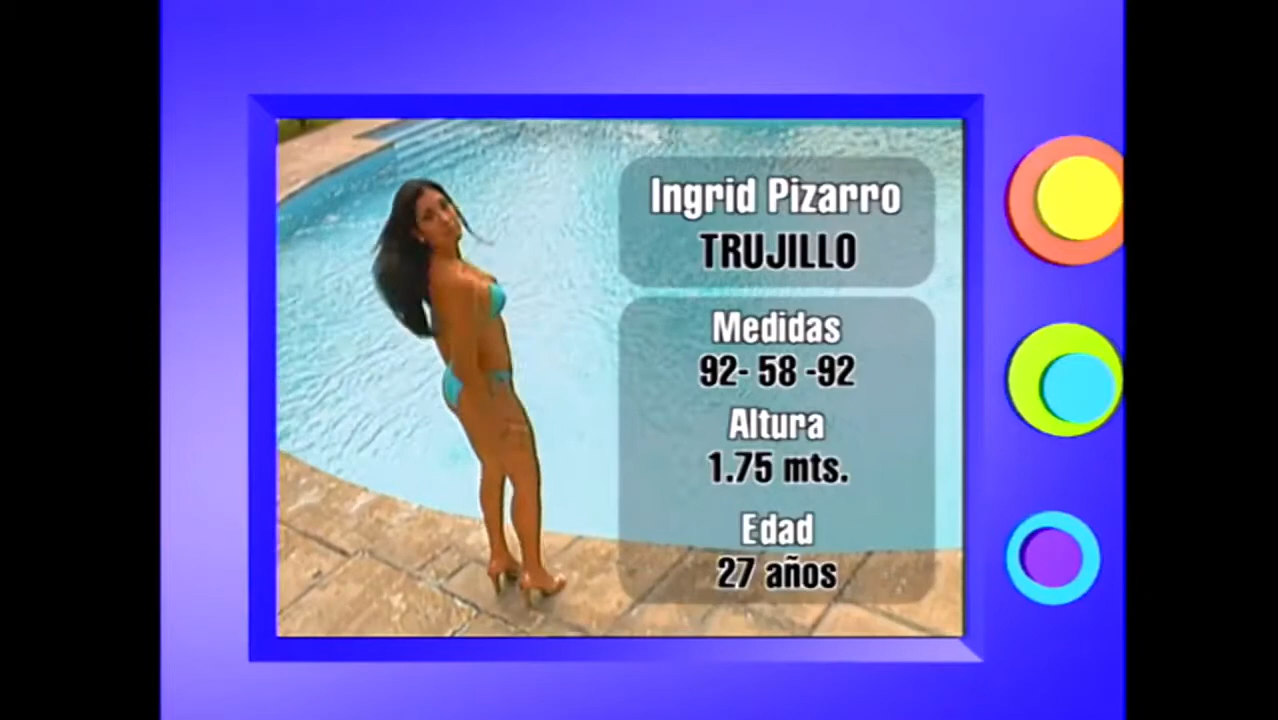 Ingrid Pizarro
TRUJILLO
Medidas
92- 58 -92
Altura
1.75 mts.
Edad
27 años